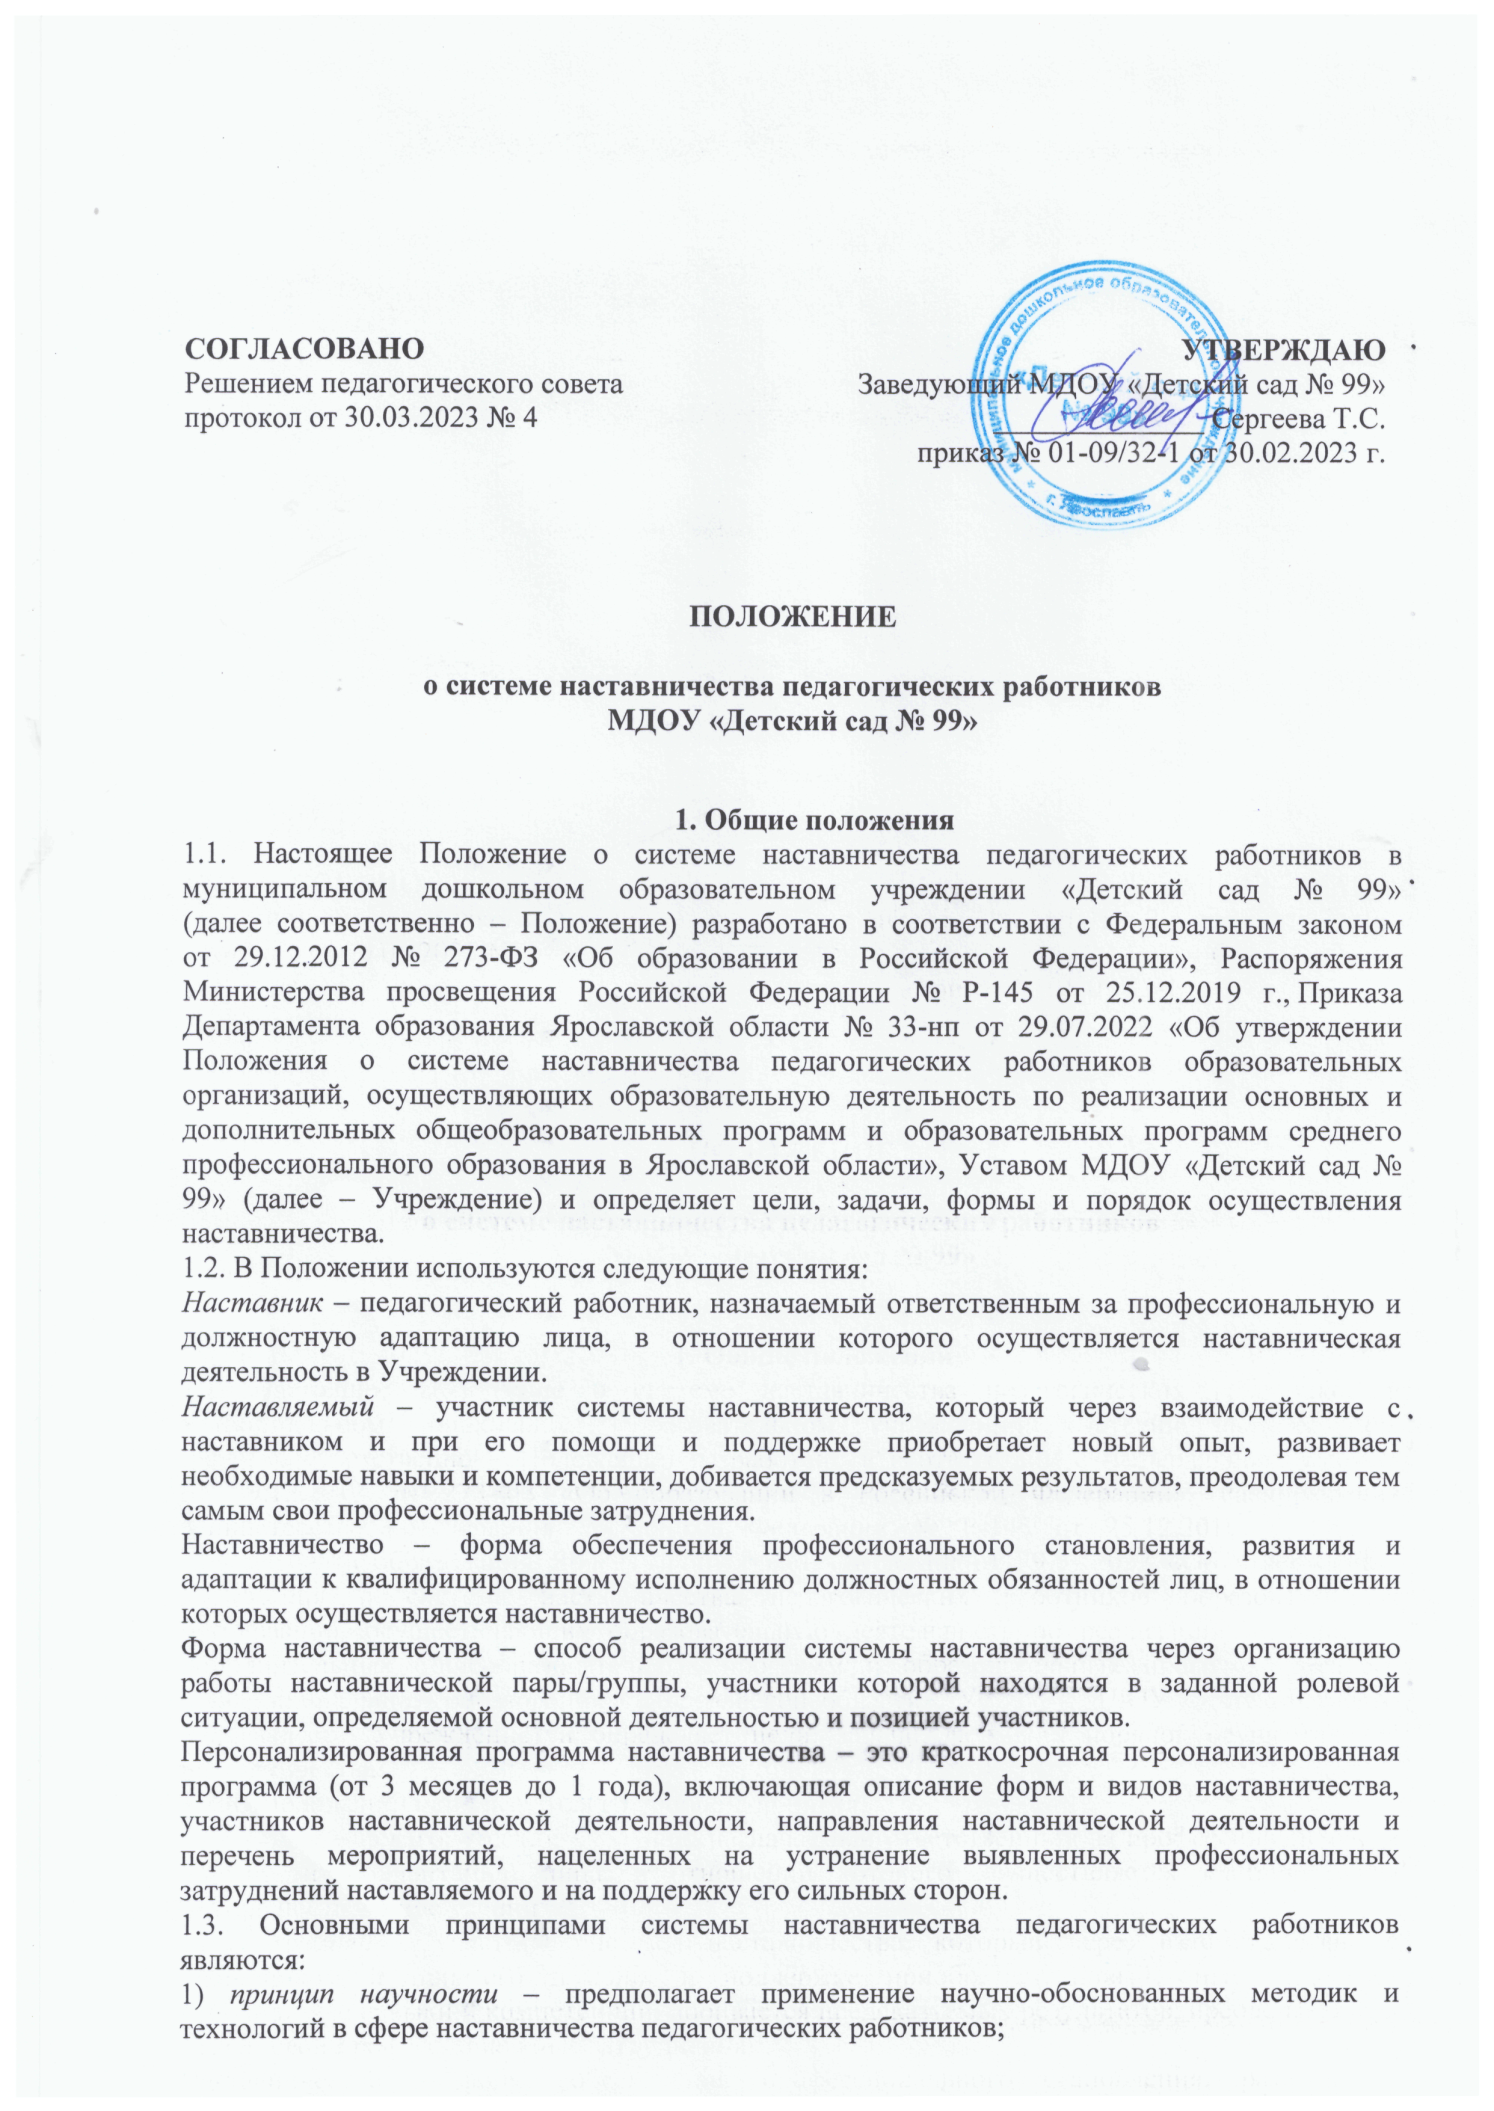 СОГЛАСОВАНО
Решением педагогического совета
протокол от 30.03.2023 № 4
УТВЕРЖДАЮ
Заведующий МДОУ «Детский сад № 99»
Сергеева Т.С.
приказ № 01-09/32-1 от 30.02.2023 г.
муниципальное дошкольное образовательное учреждение
г. Ярославль
ПОЛОЖЕНИЕ
о системе наставничества педагогических работников
МДОУ «Детский сад № 99»
1. Общие положения
1.1. Настоящее Положение о системе наставничества педагогических работников в
муниципальном дошкольном образовательном учреждении «Детский сад № 99»
(далее соответственно – Положение) разработано в соответствии с Федеральным законом
от 29.12.2012 № 273-ФЗ «Об образовании в Российской Федерации», Распоряжения
Министерства просвещения Российской Федерации № Р-145 от 25.12.2019 г., Приказа
Департамента образования Ярославской области № 33-нп от 29.07.2022 «Об утверждении
Положения о системе наставничества педагогических работников образовательных
организаций, осуществляющих образовательную деятельность по реализации основных и
дополнительных общеобразовательных программ и образовательных программ среднего
профессионального образования в Ярославской области», Уставом МДОУ «Детский сад №
99» (далее – Учреждение) и определяет цели, задачи, формы и порядок осуществления
наставничества.
1.2. В Положении используются следующие понятия:
Наставник – педагогический работник, назначаемый ответственным за профессиональную и
должностную адаптацию лица, в отношении которого осуществляется наставническая
деятельность в Учреждении.
Наставляемый – участник системы наставничества, который через взаимодействие с
наставником и при его помощи и поддержке приобретает новый опыт, развивает
необходимые навыки и компетенции, добивается предсказуемых результатов, преодолевая тем
самым свои профессиональные затруднения.
Наставничество – форма обеспечения профессионального становления, развития и
адаптации к квалифицированному исполнению должностных обязанностей лиц, в отношении
которых осуществляется наставничество.
Форма наставничества – способ реализации системы наставничества через организацию
работы наставнической пары/группы, участники которой находятся в заданной ролевой
ситуации, определяемой основной деятельностью и позицией участников.
Персонализированная программа наставничества – это краткосрочная персонализированная
программа (от 3 месяцев до 1 года), включающая описание форм и видов наставничества,
участников наставнической деятельности, направления наставнической деятельности и
перечень мероприятий, нацеленных на устранение выявленных профессиональных
затруднений наставляемого и на поддержку его сильных сторон.
1.3. Основными принципами системы наставничества педагогических работников
являются:
1) принцип научности – предполагает применение научно-обоснованных методик и
технологий в сфере наставничества педагогических работников;